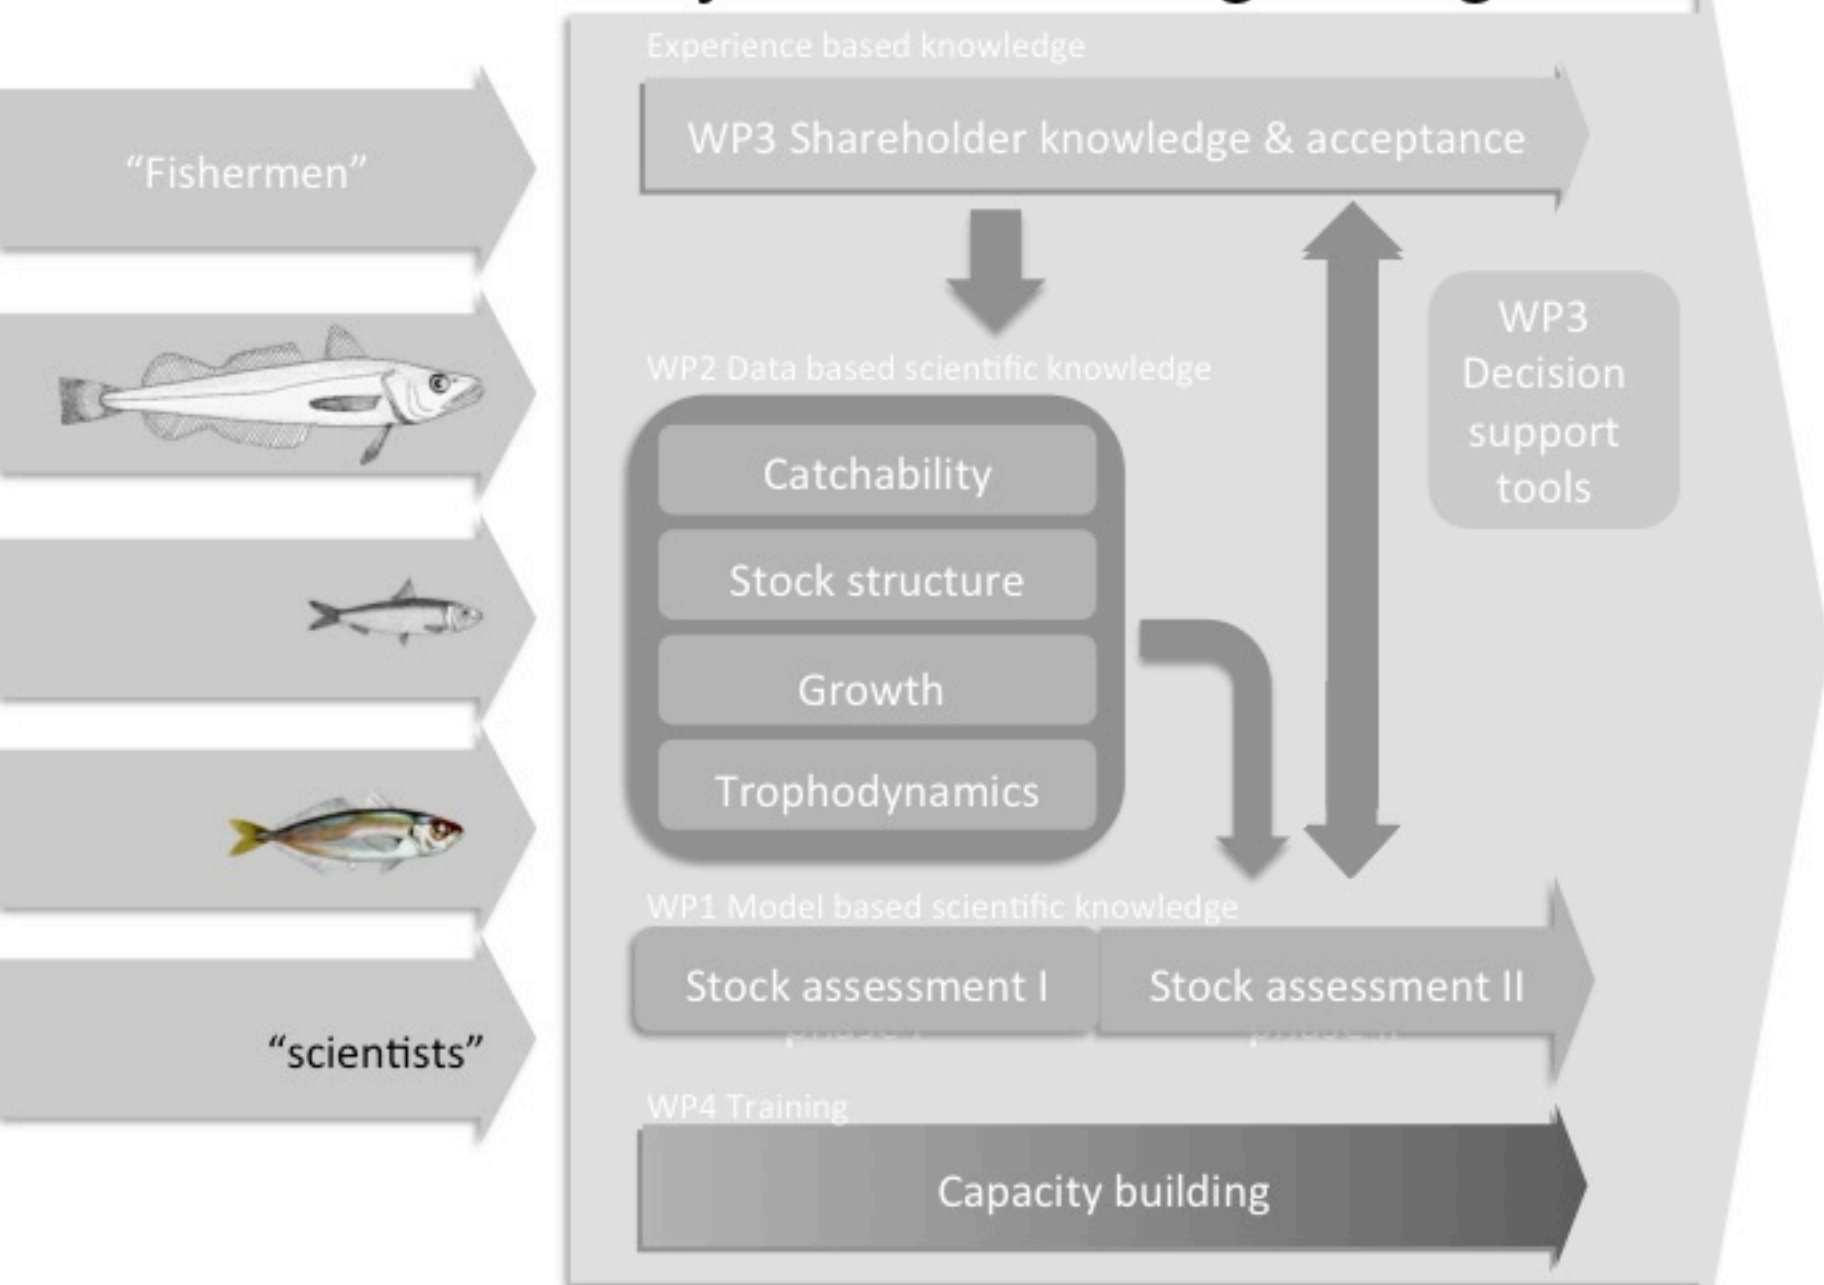 Experience based knowledge
WP3 Shareholder knowledge & acceptance
“Fishermen”
WP3
Decision
support
tools
WP2 Data based scientific knowledge
Catchability
Stock structure
Growth
Trophodynamics
WP1 Model based scientific knowledge
Stock assessment I
Stock assessment II
“scientists”
WP4 Training
Capacity building